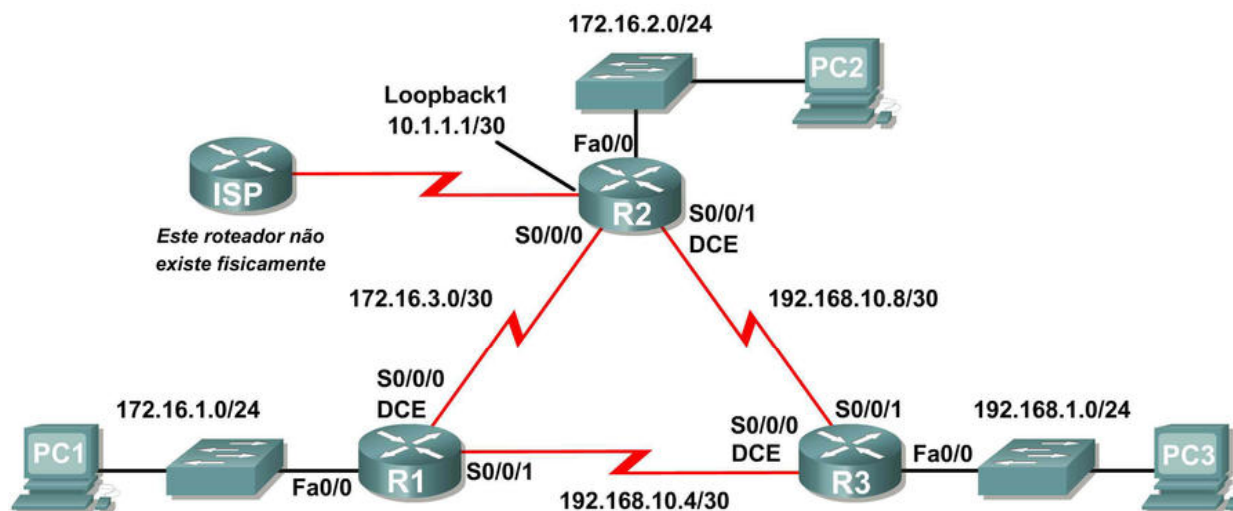 172.16.2.0/24
PC2
Loopback1
10.1.1.1/30
Fa0/0
ISP
R2
Este roteador não
existe fisicamente
S0/0/0
S0/0/1
DCE
172.16.3.0/30
192.168.10.8/30
S0/0/0
DCE
172.16.1.0/24
S0/0/1
192.168.1.0/24
S0/0/0
DCE
PC1
Fa0/0
R1
S0/0/1
192.168.10.4/30
R3
Fa0/0
PC3